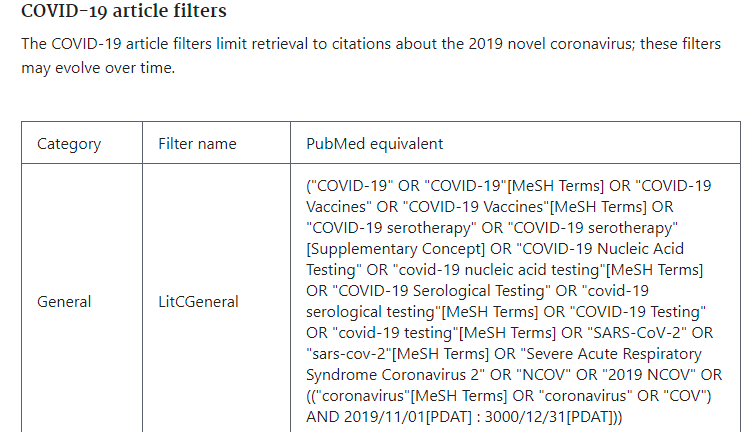 COVID-19 article filters
The COVID-19 article filters limit retrieval to citations about the 2019 novel coronavirus; these filters
may evolve over time.
Category
Filter name
PubMed equivalent
General
LitCGeneral
("COVID-19" OR "COVID-19"[MeSH Terms] OR "COVID-19
Vaccines" OR "COVID-19 Vaccines"[MeSH Terms] OR
"COVID-19 serotherapy" OR "COVID-19 serotherapy"
[Supplementary Concept] OR "COVID-19 Nucleic Acid
Testing" OR "covid-19 nucleic acid testing"[MeSH Terms]
OR "COVID-19 Serological Testing" OR "covid-19
serological testing"[MeSH Terms] OR "COVID-19 Testing"
OR "covid-19 testing"[MeSH Terms] OR "SARS-CoV-2" OR
"sars-cov-2"[MeSH Terms] OR "Severe Acute Respiratory
Syndrome Coronavirus 2" OR "NCOV" OR "2019 NCOV" OR
(("coronavirus"[MeSH Terms] OR "coronavirus" OR "COV")
AND 2019/11/01[PDAT] : 3000/12/31[PDAT]))